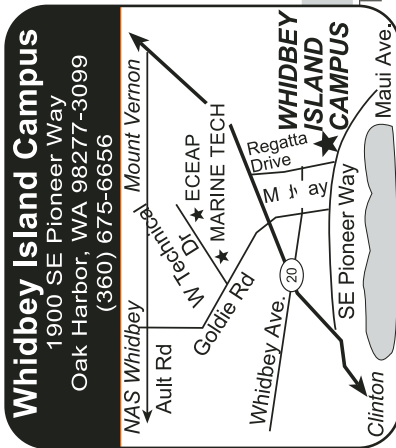 Whidbey Island Campus
1900 SE Pioneer Way
Oak Harbor, WA 98277-3099
(360) 675-6656
NAS Whidbey
Mount Vernon
Ault Rd
W Technical
Dr
ECEAP
MARINE TECH
Goldie Rd
WHIDBEY
ISLAND
CAMPUS
Regatta
Drive
20
Whidbey Ave.
SE Pioneer Way
Maui Ave.
Clinton